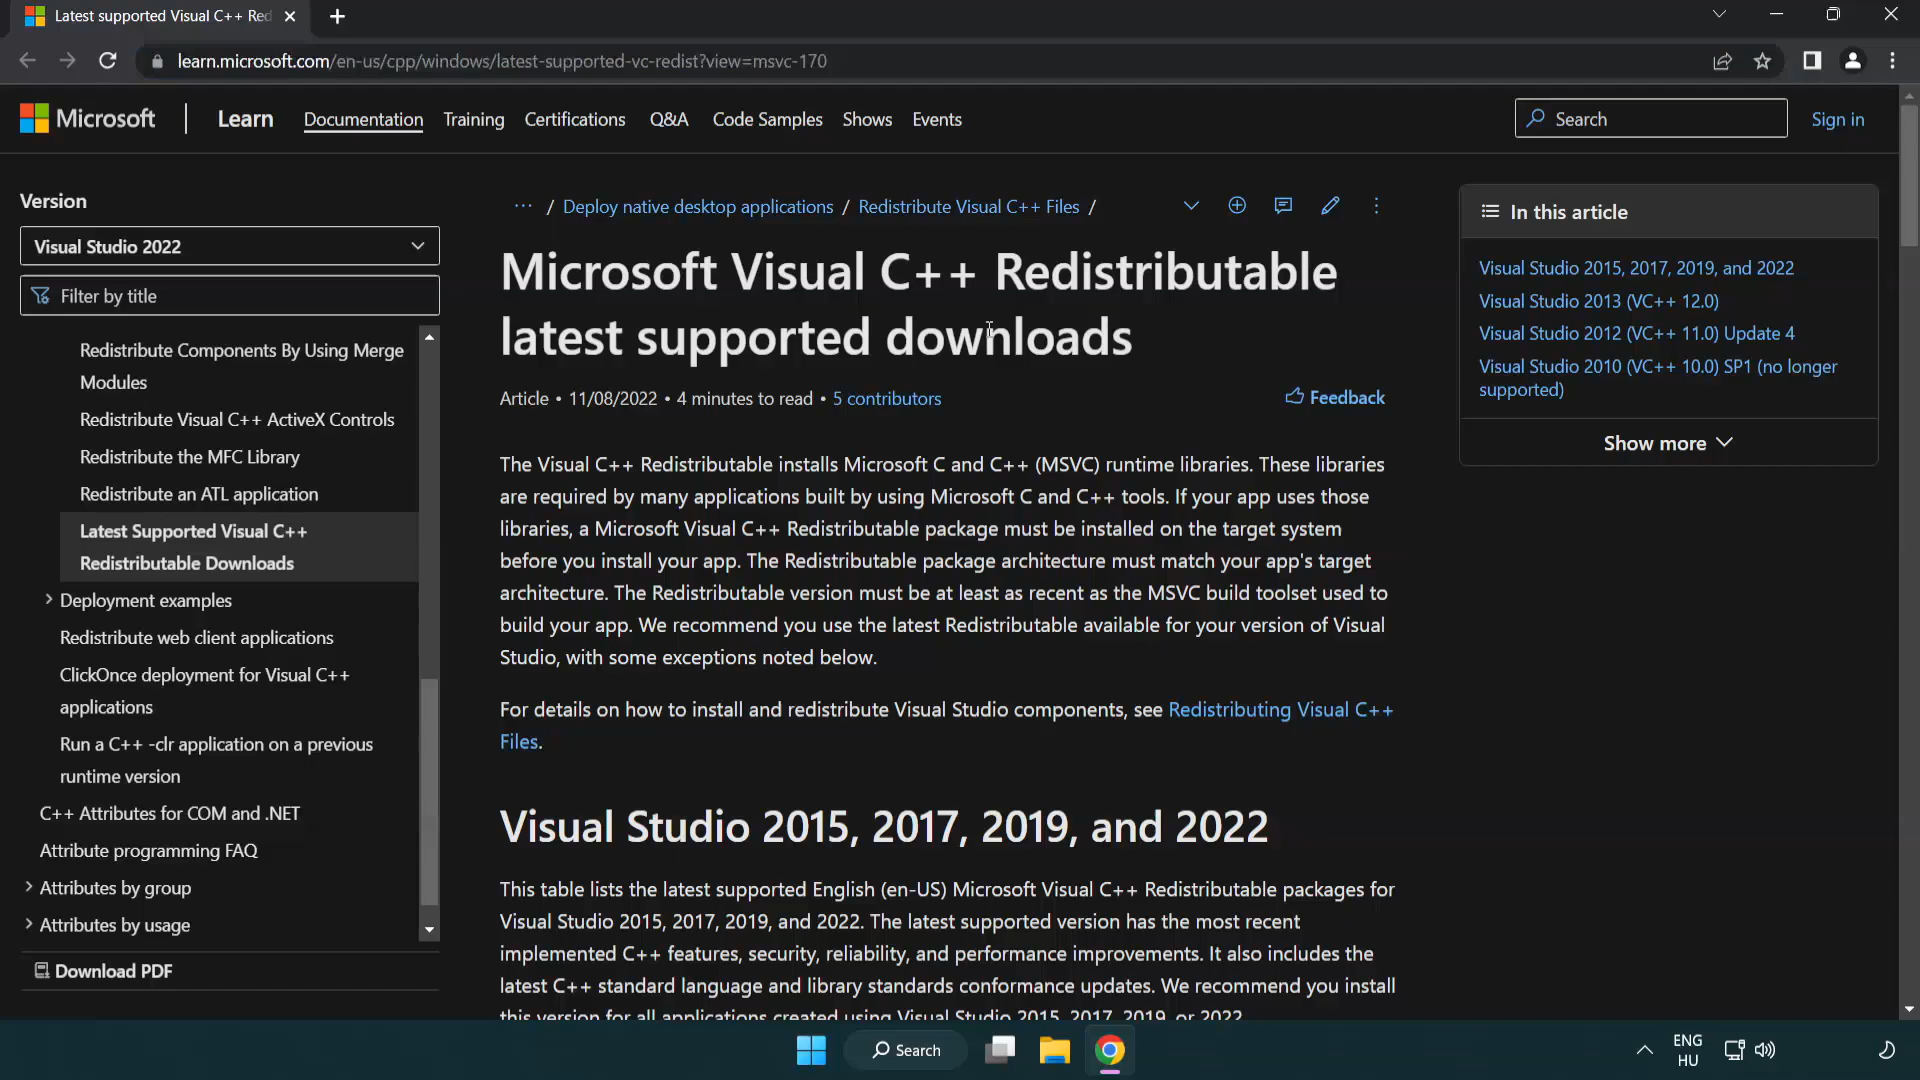 Latest supported Visual C++ Red
learn.microsoft.com/en-us/cpp/windows/latest-supported-vc-redist?view=msvc-170
Microsoft
Learn
Documentation
Training
Certifications
Q&A
Code Samples
Shows
Events
Search
Sign in
Version
Visual Studio 2022
Filter by title
Redistribute Components By Using Merge
Modules
Redistribute Visual C++ ActiveX Controls
Redistribute the MFC Library
Redistribute an ATL application
Latest Supported Visual C++
Redistributable Downloads
Deployment examples
Redistribute web client applications
ClickOnce deployment for Visual C++
applications
Run a C++ -clr application on a previous
runtime version
C++ Attributes for COM and .NET
Attribute programming FAQ
Attributes by group
Attributes by usage
Download PDF
··· / Deploy native desktop applications / Redistribute Visual C++ Files /
Microsoft Visual C++ Redistributable
latest supported downloads
Article • 11/08/2022 • 4 minutes to read • 5 contributors
Feedback
The Visual C++ Redistributable installs Microsoft C and C++ (MSVC) runtime libraries. These libraries
are required by many applications built by using Microsoft C and C++ tools. If your app uses those
libraries, a Microsoft Visual C++ Redistributable package must be installed on the target system
before you install your app. The Redistributable package architecture must match your app's target
architecture. The Redistributable version must be at least as recent as the MSVC build toolset used to
build your app. We recommend you use the latest Redistributable available for your version of Visual
Studio, with some exceptions noted below.
For details on how to install and redistribute Visual Studio components, see Redistributing Visual C++
Files.
Visual Studio 2015, 2017, 2019, and 2022
This table lists the latest supported English (en-US) Microsoft Visual C++ Redistributable packages for
Visual Studio 2015, 2017, 2019, and 2022. The latest supported version has the most recent
implemented C++ features, security, reliability, and performance improvements. It also includes the
latest C++ standard language and library standards conformance updates. We recommend you install
this version for all applications created using Visual Studio 2015, 2017, 2019, or 2022.
In this article
Visual Studio 2015, 2017, 2019, and 2022
Visual Studio 2013 (VC++ 12.0)
Visual Studio 2012 (VC++ 11.0) Update 4
Visual Studio 2010 (VC++ 10.0) SP1 (no longer
supported)
Show more
Search
ENG
HU